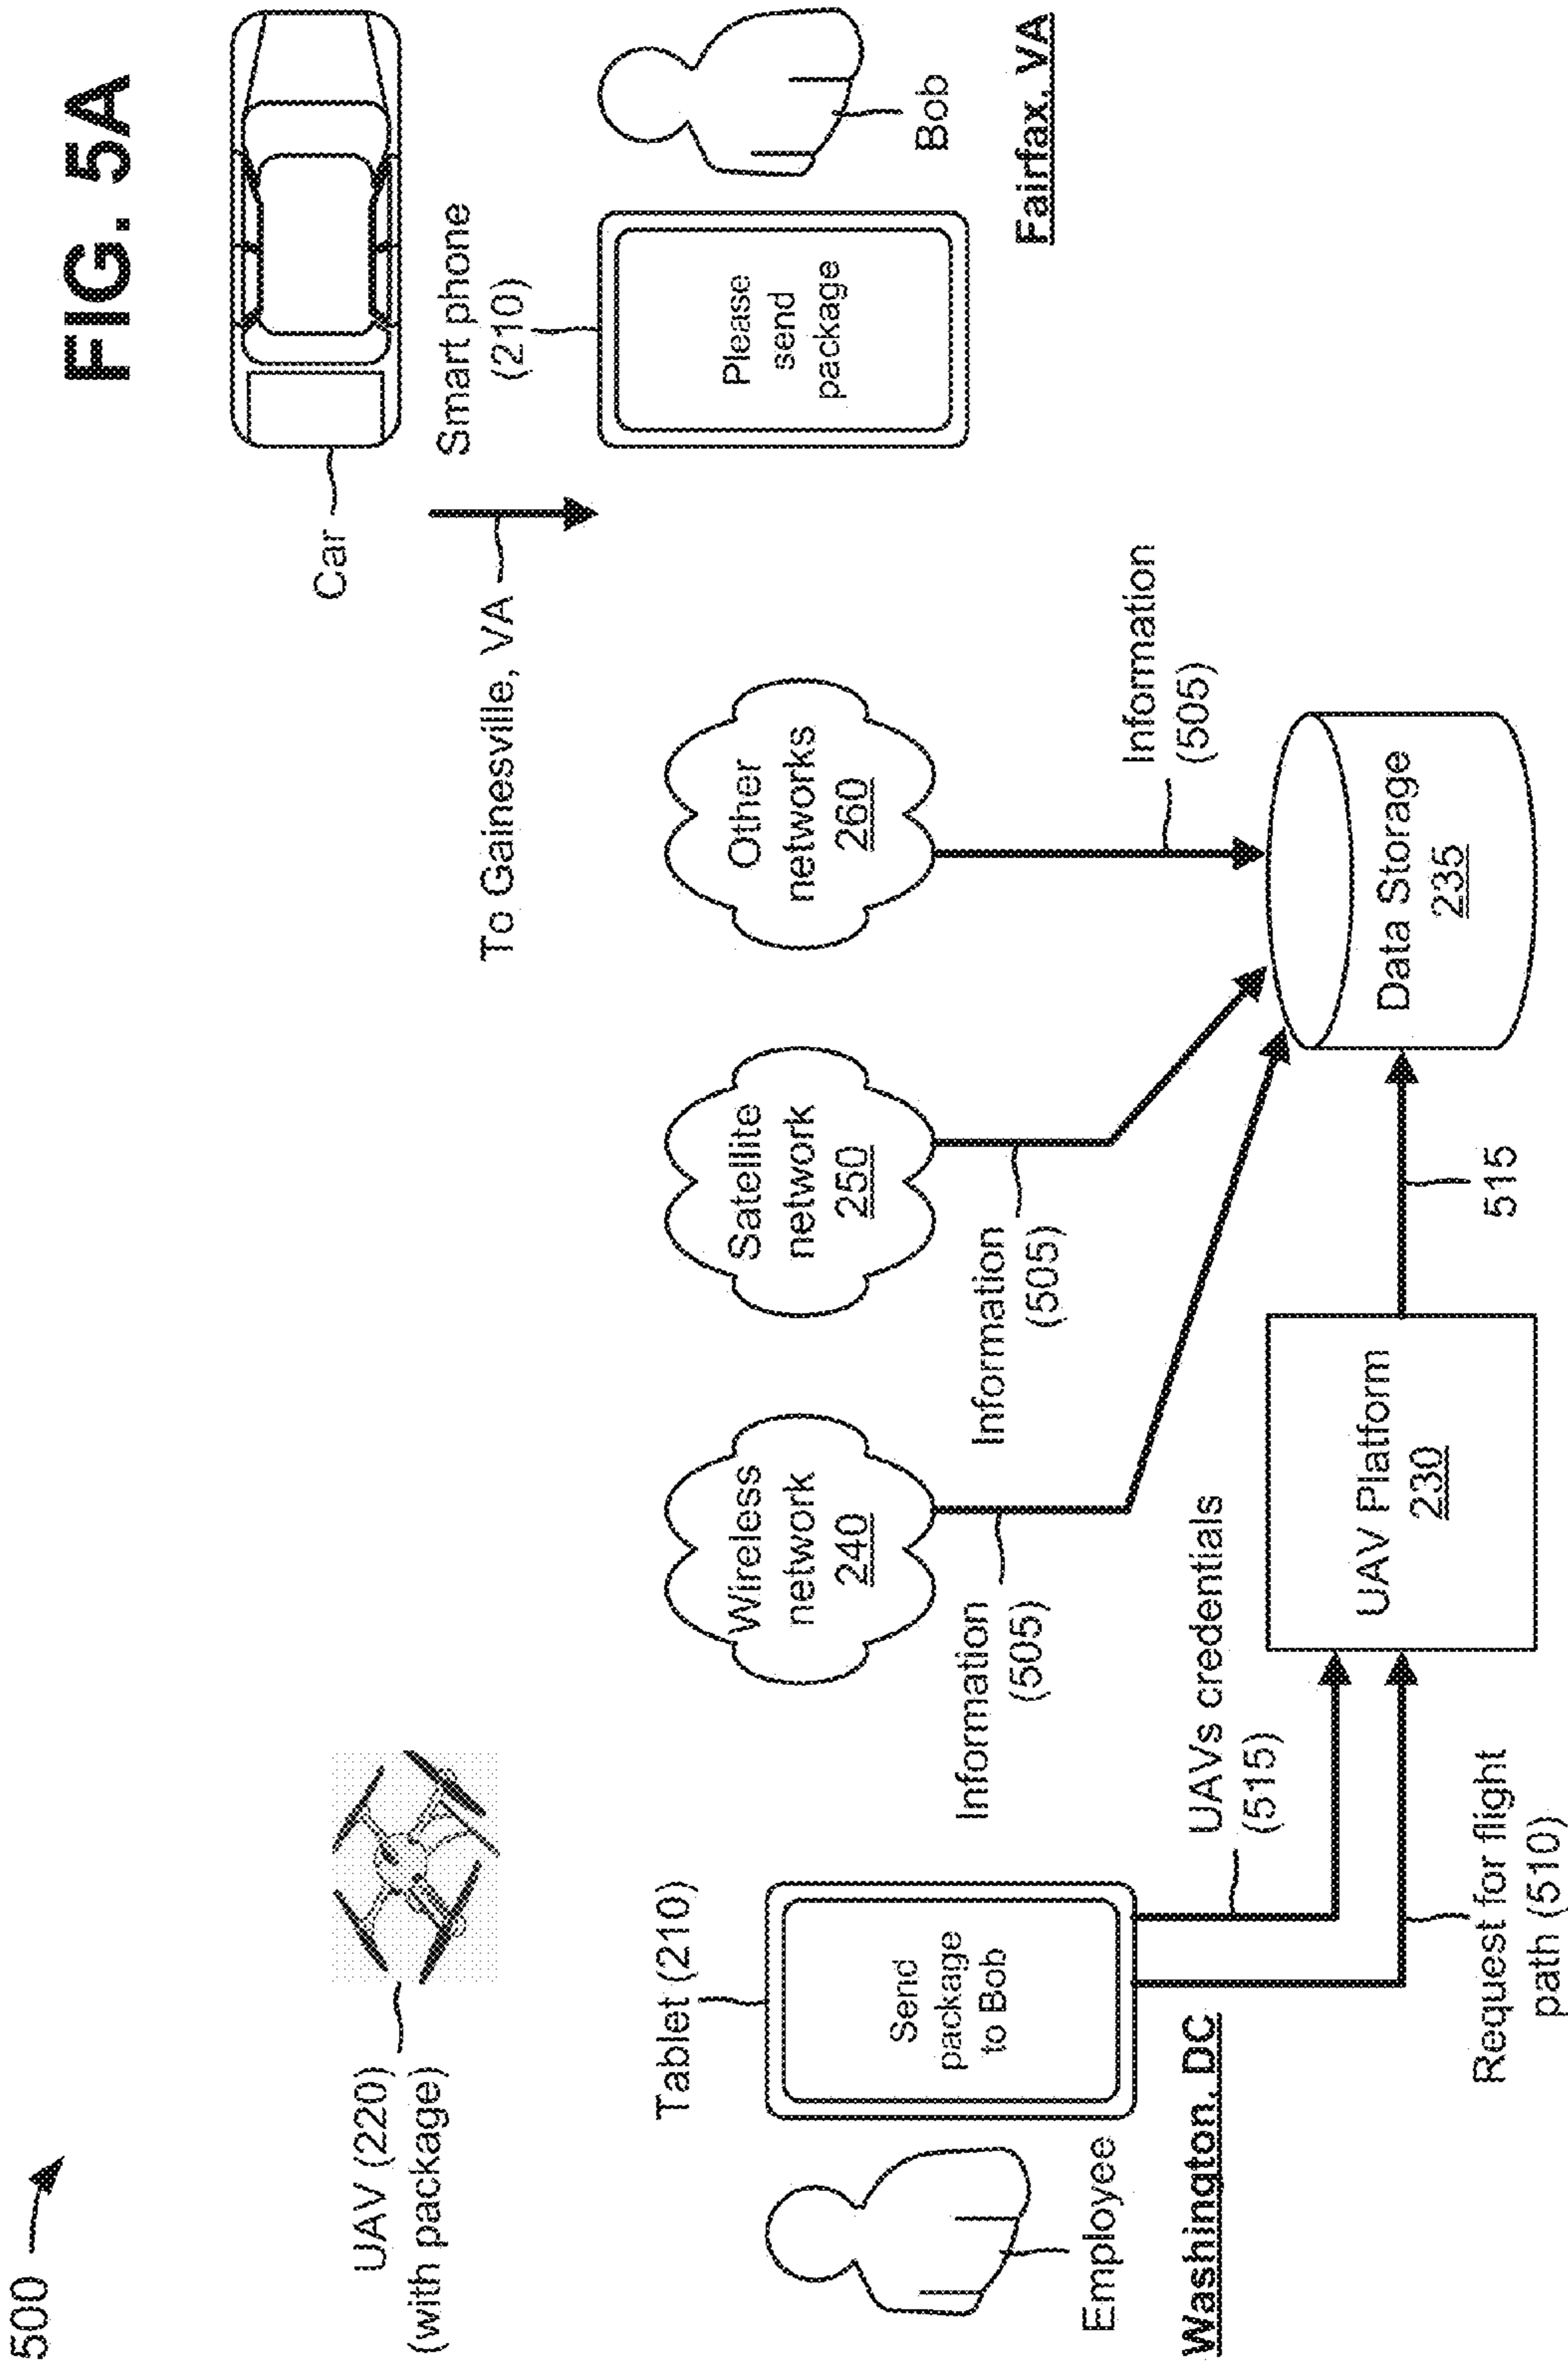 500
FIG. 5A
UAV (220)
(with package)
Car
To Gainesville, VA
Smart phone
(210)
Please
send
package
Bob
Fairfax, VA
Tablet (210)
Send
package
to Bob
Employee
Washington, DC
Wireless
network
240
Satellite
network
250
Other
networks
260
Information
(505)
Information
(505)
Information
(505)
UAVs credentials
(515)
Request for flight
path (510)
UAV Platform
230
515
Data Storage
235